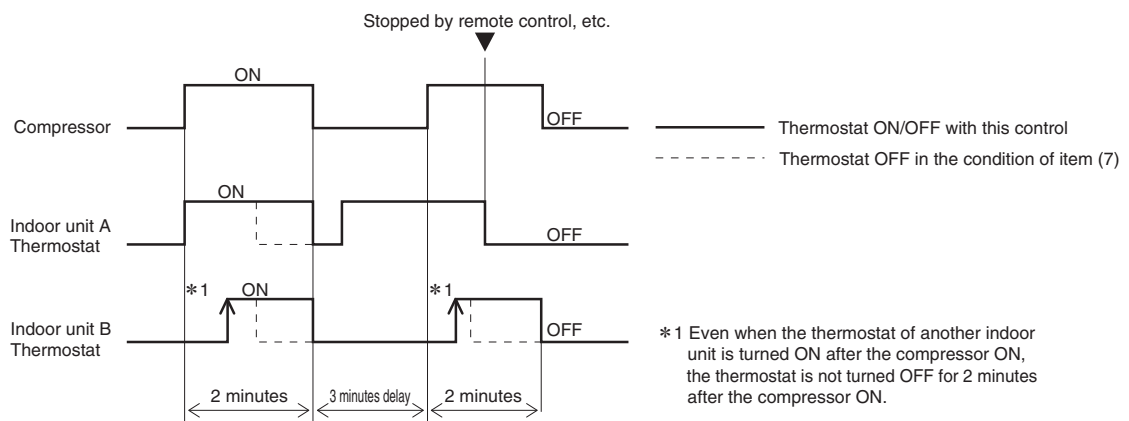 Stopped by remote control, etc.
ON
Compressor
OFF
Thermostat ON/OFF with this control
Thermostat OFF in the condition of item (7)
ON
Indoor unit A
Thermostat
OFF
*1
ON
*1
Indoor unit B
Thermostat
OFF
*1 Even when the thermostat of another indoor
unit is turned ON after the compressor ON,
the thermostat is not turned OFF for 2 minutes
after the compressor ON.
2 minutes
3 minutes delay
2 minutes